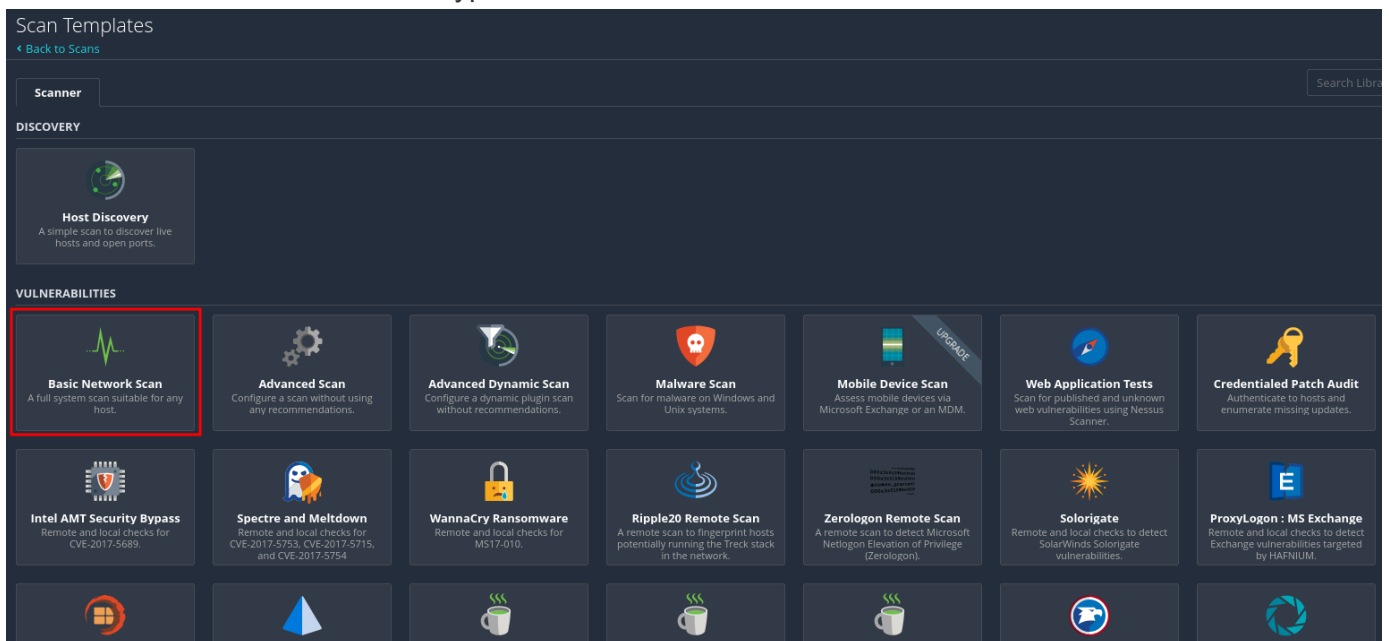 Scan Templates
Back to Scans
Scanner
Search Libra
DISCOVERY
Host Discovery
A simple scan to discover live
hosts and open ports.
VULNERABILITIES
Basic Network Scan
A full system scan suitable for any
host.
Advanced Scan
Configure a scan without using
any recommendations.
Advanced Dynamic Scan
Configure a dynamic plugin scan
without recommendations.
Malware Scan
Scan for malware on Windows and
Unix systems.
UPGRADE
Mobile Device Scan
Assess mobile devices via
Microsoft Exchange or an MDM.
Web Application Tests
Scan for published and unknown
web vulnerabilities using Nessus
Scanner.
Credentialed Patch Audit
Authenticate to hosts and
enumerate missing updates.
Intel AMT Security Bypass
Remote and local checks for
CVE-2017-5689.
Spectre and Meltdown
Remote and local checks for
CVE-2017-5753, CVE-2017-5715,
and CVE-2017-5754
WannaCry Ransomware
Remote and local checks for
MS17-010.
Ripple20 Remote Scan
A remote scan to fingerprint hosts
potentially running the Treck stack
in the network.
Zerologon Remote Scan
A remote scan to detect Microsoft
Netlogon Elevation of Privilege
(Zerologon).
Solorigate
Remote and local checks to detect
SolarWinds Solorigate
vulnerabilities.
E
ProxyLogon : MS Exchange
Remote and local checks to detect
Exchange vulnerabilities targeted
by HAFNIUM.